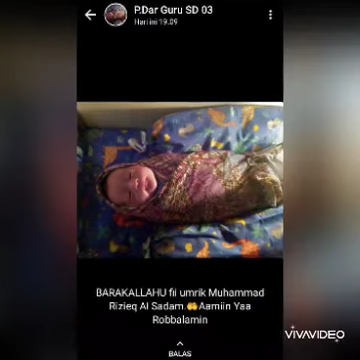 P.Dar Guru SD 03
Hari ini 19.09
BARAKALLAHU fii umrik Muhammad
Rizieq Al Sadam.🤲Aamiin Yaa
Robbalamin
BALAS
VIVAVIDEO